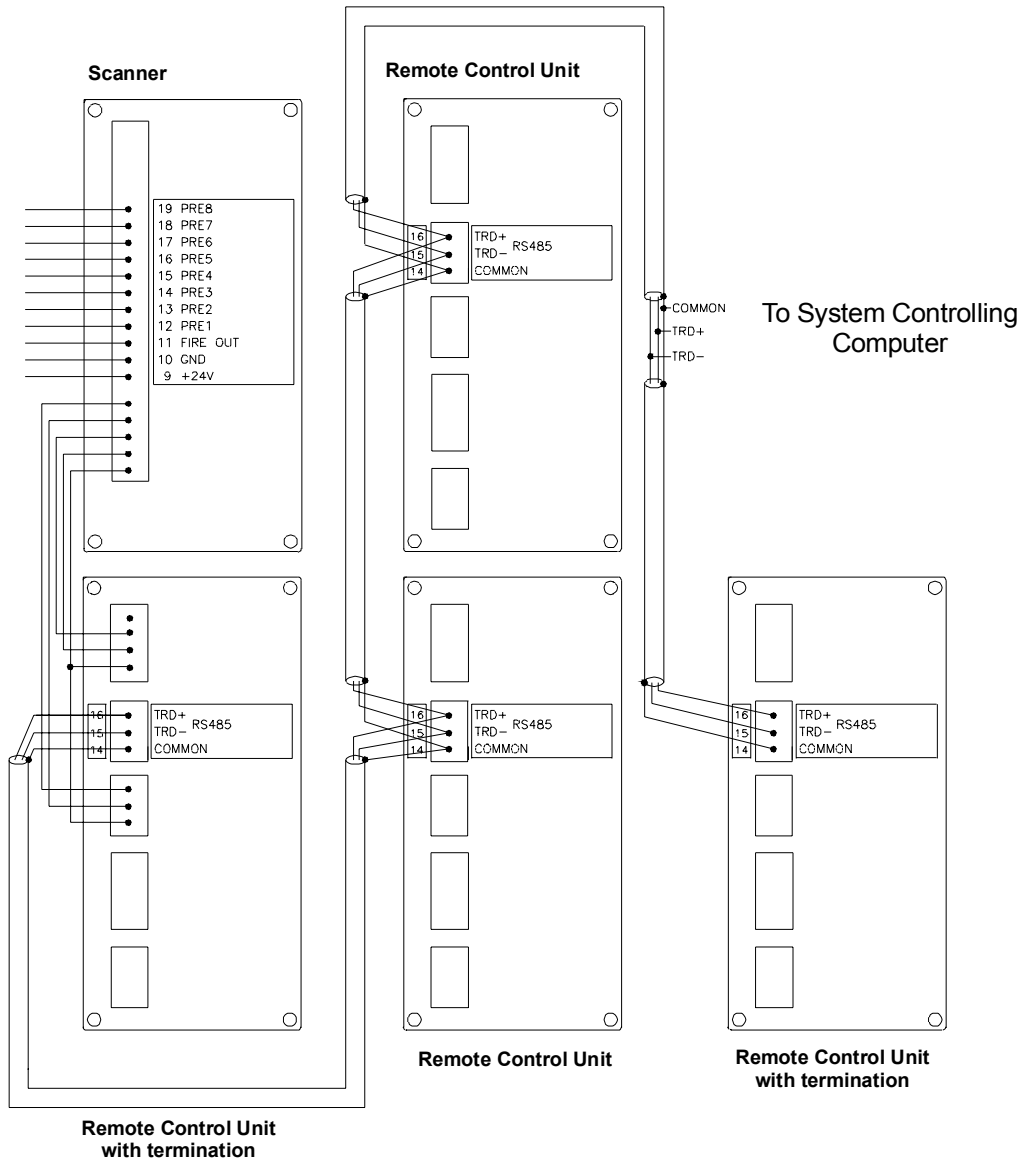 Scanner
19 PRE8
18 PRE7
17 PRE6
16 PRE5
15 PRE4
14 PRE3
13 PRE2
12 PRE1
11 FIRE OUT
10 GND
9 +24V
Remote Control Unit
16 TRD+
15 TRD- RS485
14 COMMON
COMMON
TRD+
TRD-
To System Controlling
Computer
16 TRD+
15 TRD- RS485
14 COMMON
Remote Control Unit
with termination
16 TRD+
15 TRD- RS485
14 COMMON
Remote Control Unit
16 TRD+
15 TRD- RS485
14 COMMON
Remote Control Unit
with termination